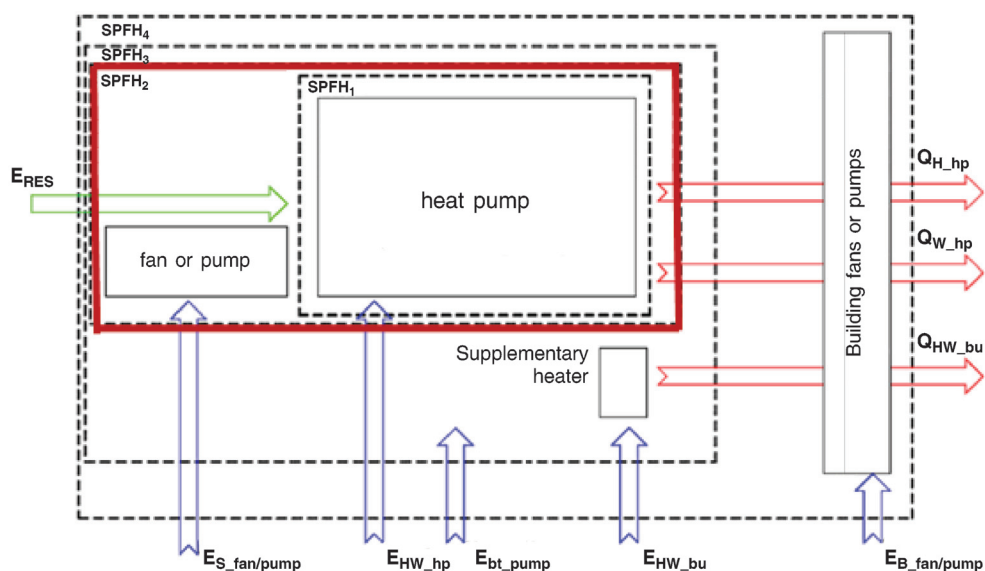 SPFH4
SPFH3
SPFH2
SPFH1
ERES
heat pump
fan or pump
QH_hp
QW_hp
Building fans or pumps
QHW_bu
Supplementary
heater
ES_fan/pump
EHW_hp
Ebt_pump
EHW_bu
EB_fan/pump